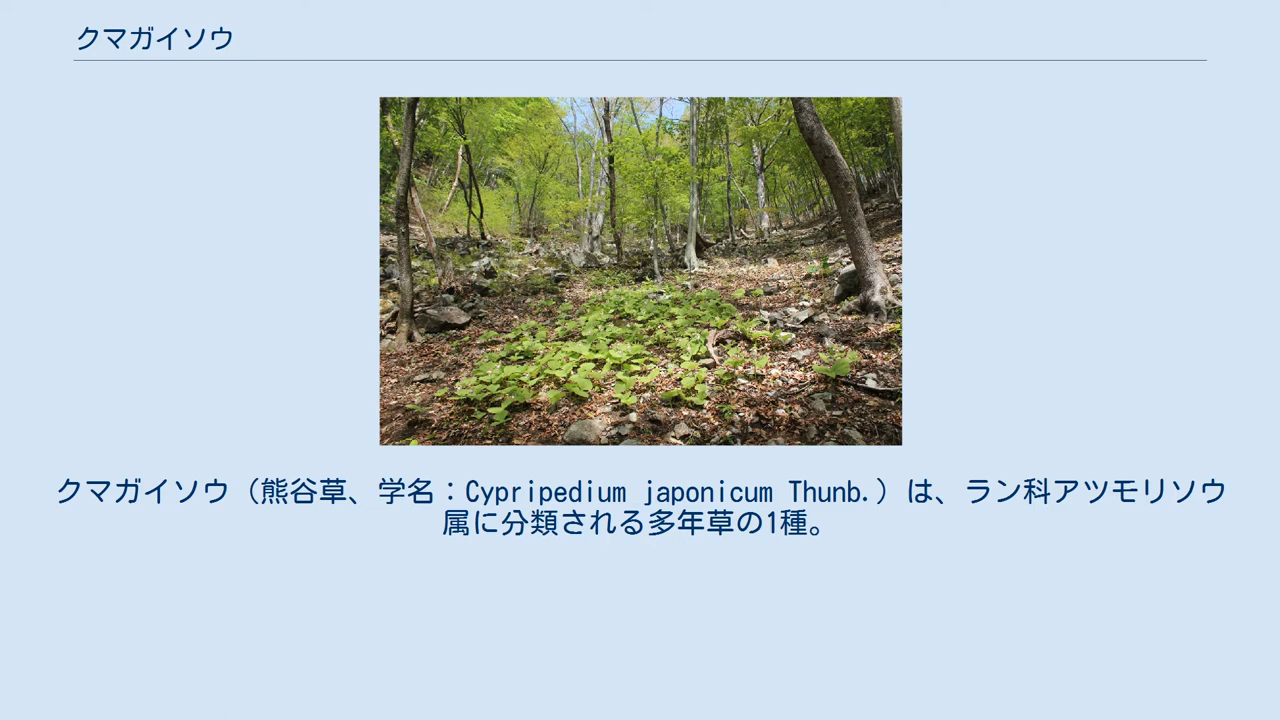 クマガイソウ
クマガイソウ（熊谷草、学名：Cypripedium japonicum Thunb.）は、ラン科アツモリソウ
属に分類される多年草の1種。